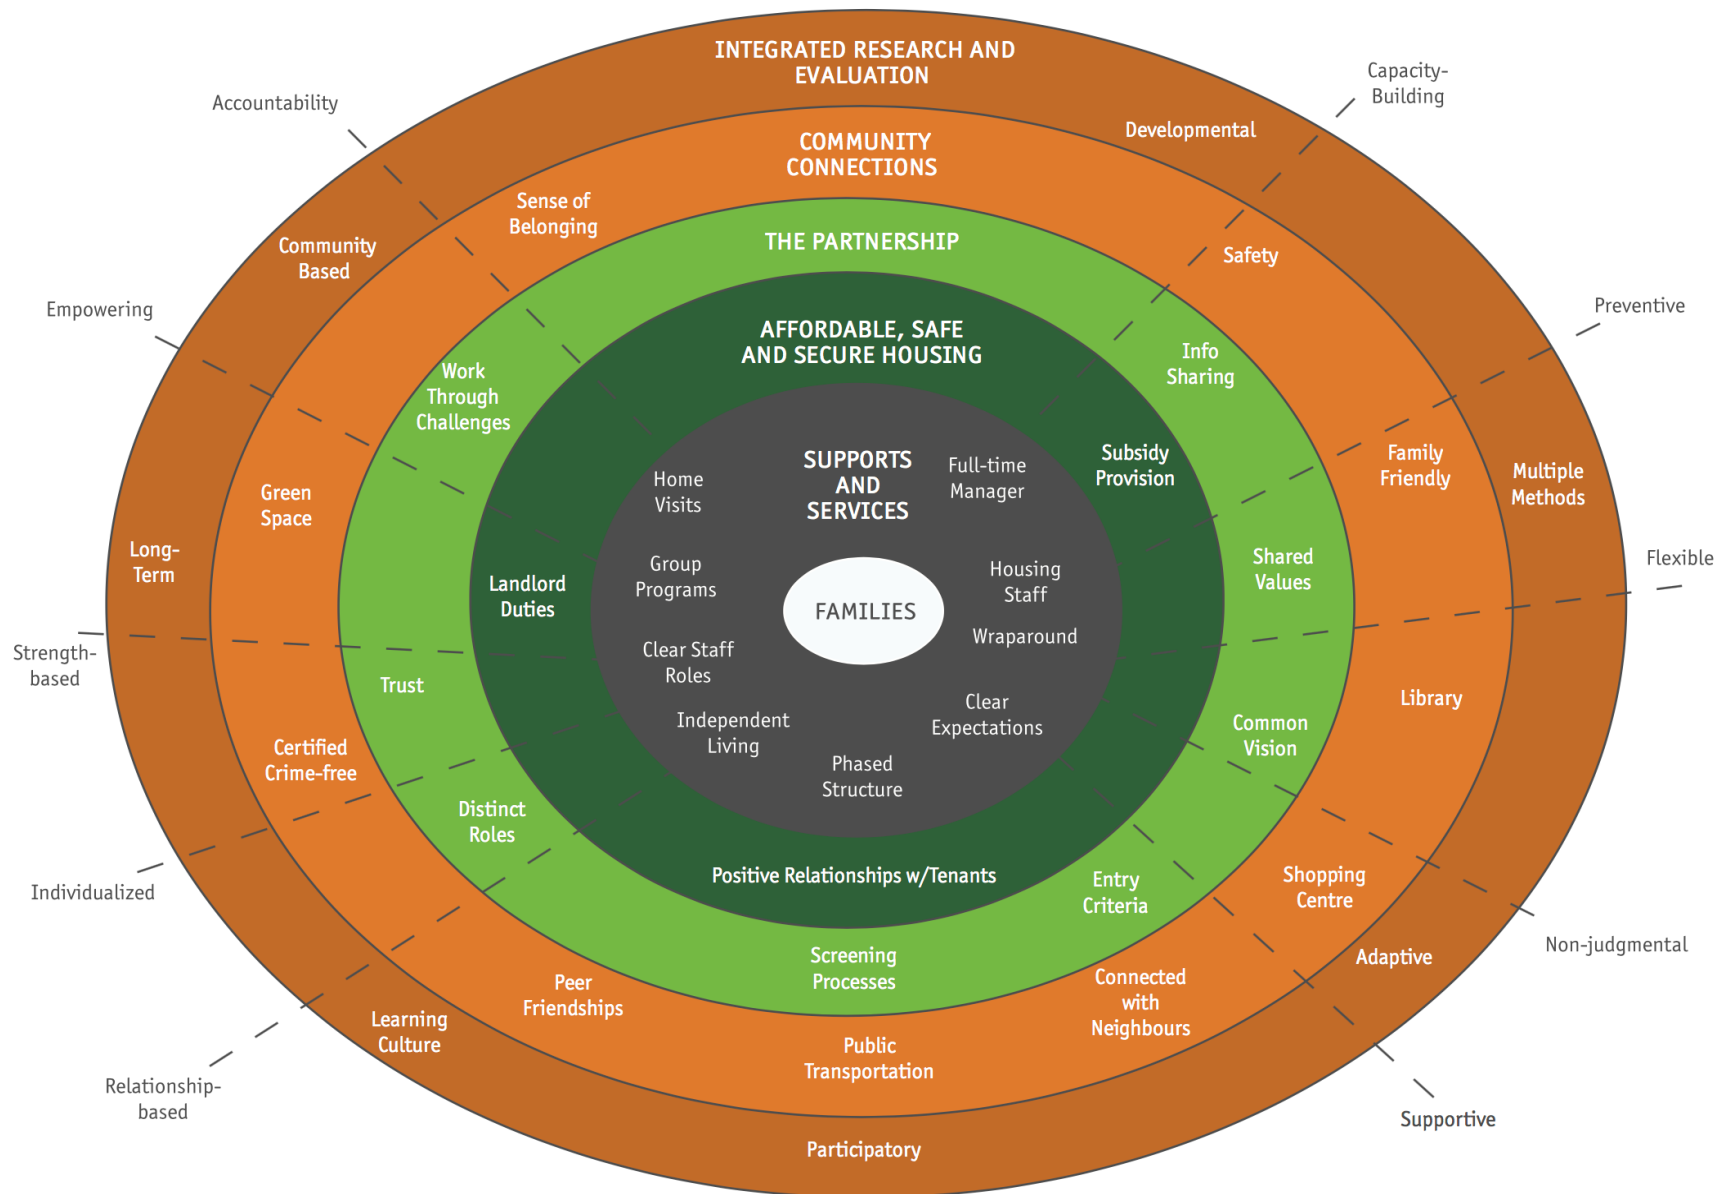 INTEGRATED RESEARCH AND
EVALUATION
Capacity-
Building
Accountability
Developmental
COMMUNITY
CONNECTIONS
Sense of
Belonging
Community
Based
THE PARTNERSHIP
Safety
Empowering
Preventive
AFFORDABLE, SAFE
AND SECURE HOUSING
Info
Sharing
Work
Through
Challenges
Family
Friendly
Subsidy
Provision
SUPPORTS
AND
SERVICES
Full-time
Manager
Home
Visits
Multiple
Methods
Green
Space
Long-
Term
Flexible
Shared
Values
Group
Programs
Housing
Staff
Landlord
Duties
FAMILIES
Wraparound
Strength-
based
Clear Staff
Roles
Trust
Library
Clear
Expectations
Independent
Living
Common
Vision
Certified
Crime-free
Phased
Structure
Distinct
Roles
Positive Relationships w/Tenants
Entry
Criteria
Shopping
Centre
Individualized
Non-judgmental
Adaptive
Screening
Processes
Peer
Friendships
Connected
with
Neighbours
Learning
Culture
Public
Transportation
Relationship-
based
Supportive
Participatory